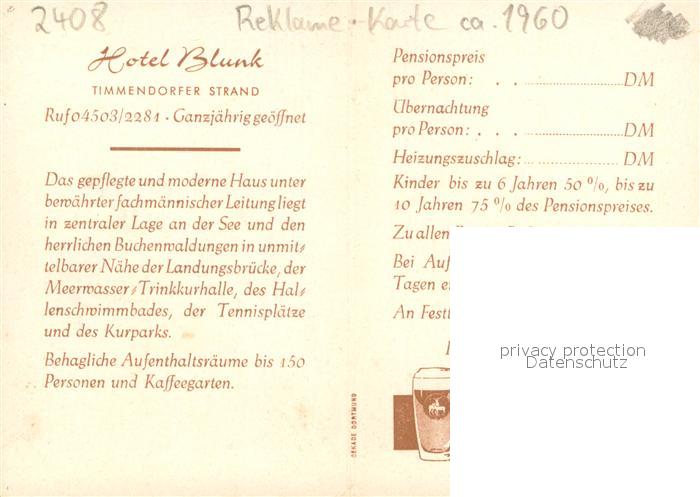 2408
Reklame-Karte ca. 1960
Hotel Blunk
TIMMENDORFER STRAND
Ruf 04503/2281 · Ganzjährig geöffnet
Das gepflegte und moderne Haus unter
bewährter fachmännischer Leitung liegt
in zentraler Lage an der See und den
herrlichen Buchenwaldungen in unmit-
telbarer Nähe der Landungsbrücke, der
Meerwasser-Trinkkurhalle, des Hal-
lenschwimmbades, der Tennisplätze
und des Kurparks.
Behagliche Aufenthaltsräume bis 150
Personen und Kaffeegarten.
DEKADE DORTMUND
Pensionspreis
pro Person: . . DM
Übernachtung
pro Person: . . . DM
Heizungszuschlag: DM
Kinder bis zu 6 Jahren 50 %, bis zu
10 Jahren 75 % des Pensionspreises.
Zu allen
Bei Auf
Tagen
An Festt
privacy protection
Datenschutz